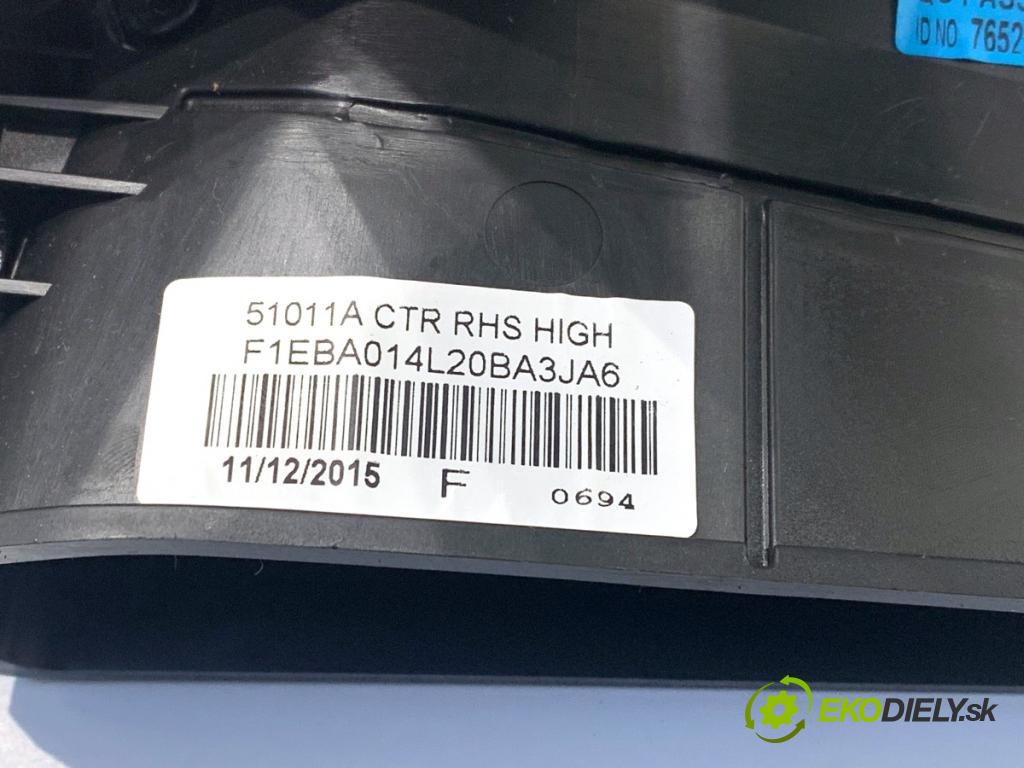 ID NO 7652
51011A CTR RHS HIGH
F1EBA014L20BA3JA6
11/12/2015 F 0694
EKODIELY.sk